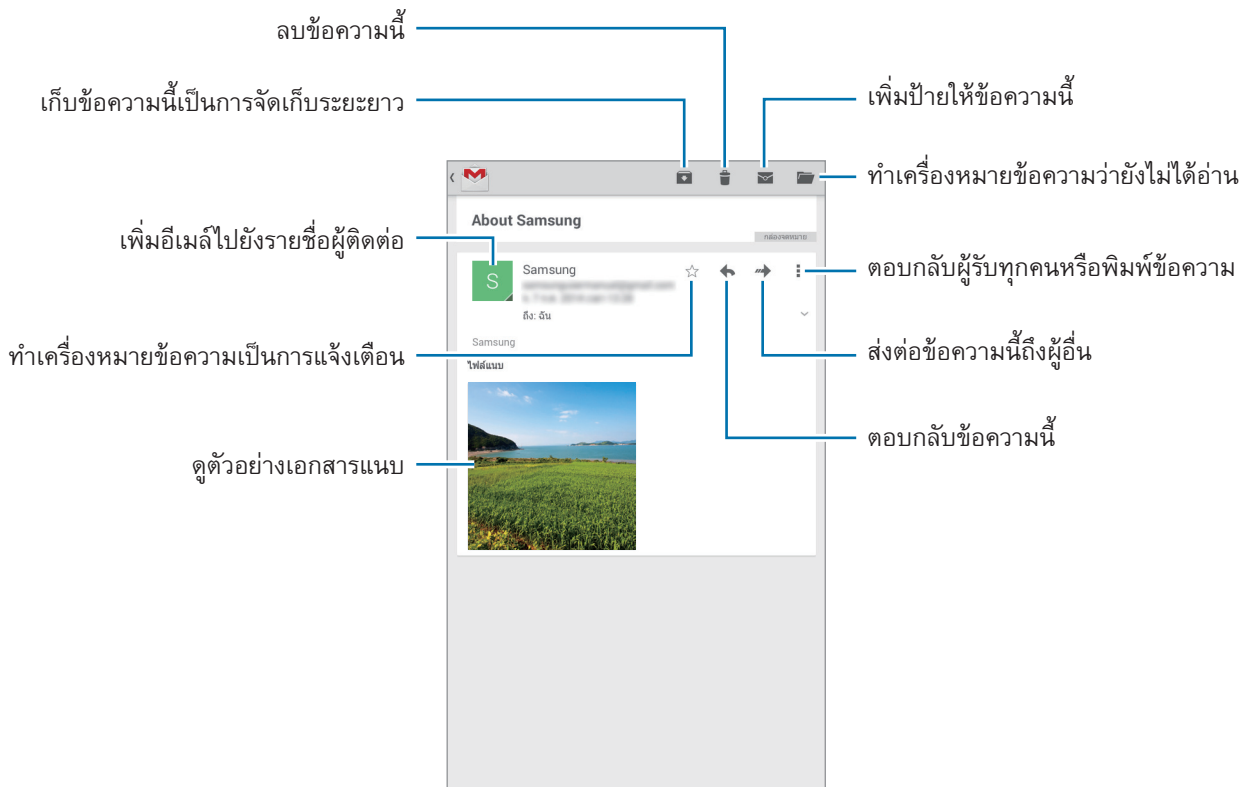 ลบข้อความนี้
เก็บข้อความนี้เป็นการจัดเก็บระยะยาว
เพิ่มป้ายให้ข้อความนี้
ทำเครื่องหมายข้อความว่ายังไม่ได้อ่าน
About Samsung
กล่องจดหมาย
เพิ่มอีเมล์ไปยังรายชื่อผู้ติดต่อ
S
Samsung
ตอบกลับผู้รับทุกคนหรือพิมพ์ข้อความ
ถึง: ฉัน
Samsung
ทำเครื่องหมายข้อความเป็นการแจ้งเตือน
ส่งต่อข้อความนี้ถึงผู้อื่น
ไฟล์แนบ
ตอบกลับข้อความนี้
ดูตัวอย่างเอกสารแนบ